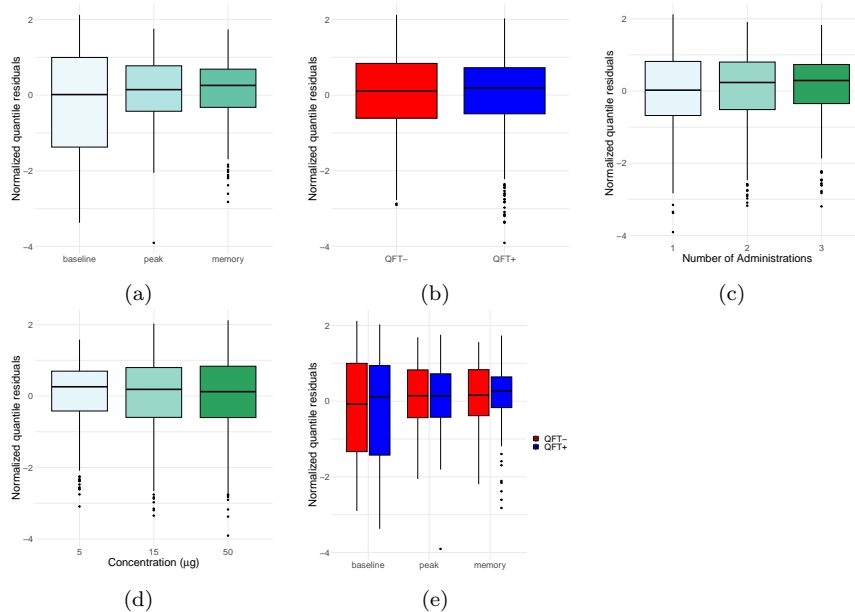 Normalized quantile residuals
2
0
−2
−4
baseline peak memory
(a)
Normalized quantile residuals
2
0
−2
−4
QFT− QFT+
(b)
Normalized quantile residuals
2
0
−2
−4
1 2 3
Number of Administrations
(c)
Normalized quantile residuals
2
0
−2
−4
5 15 50
Concentration (μg)
(d)
Normalized quantile residuals
2
0
−2
−4
baseline peak memory
QFT−
QFT+
(e)